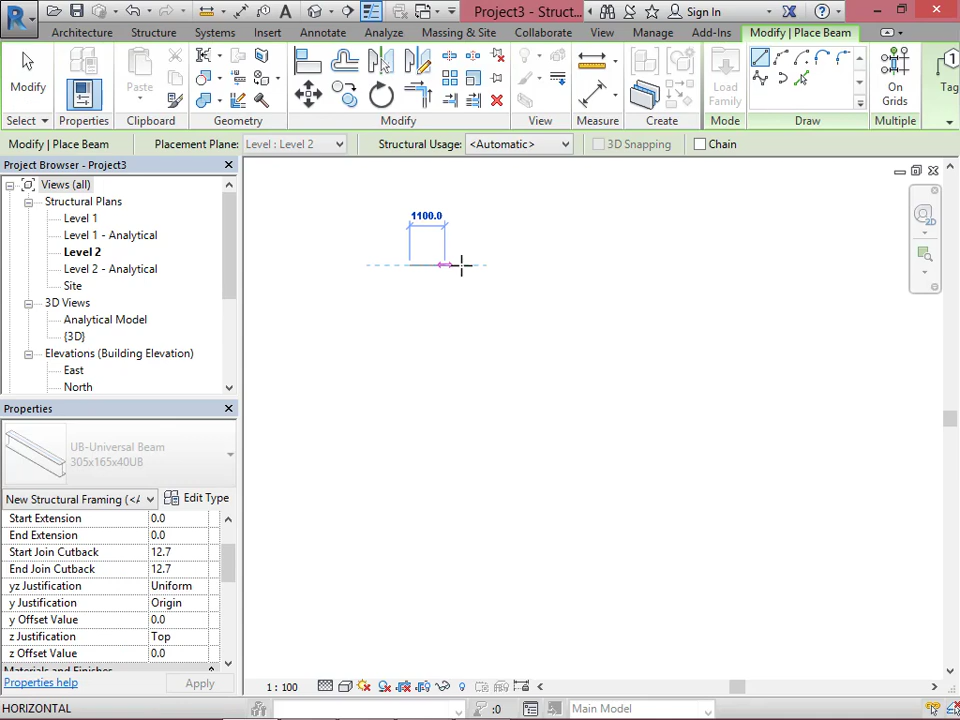 Project3 - Struct...
Sign In
Architecture Structure Systems Insert Annotate Analyze Massing & Site Collaborate View Manage Add-Ins Modify | Place Beam
Modify Paste Load Family On Grids Tag
Select Properties Clipboard Geometry Modify View Measure Create Mode Draw Multiple
Modify | Place Beam Placement Plane: Level : Level 2 Structural Usage: <Automatic> 3D Snapping Chain
Project Browser - Project3
Views (all)
Structural Plans
Level 1
Level 1 - Analytical
Level 2
Level 2 - Analytical
Site
3D Views
Analytical Model
{3D}
Elevations (Building Elevation)
East
North
1100.0
2D
Properties
UB-Universal Beam
305x165x40UB
New Structural Framing (<A Edit Type
Start Extension 0.0
End Extension 0.0
Start Join Cutback 12.7
End Join Cutback 12.7
yz Justification Uniform
y Justification Origin
y Offset Value 0.0
z Justification Top
z Offset Value 0.0
Materials and Finishes
Properties help Apply
1 : 100
HORIZONTAL :0 Main Model